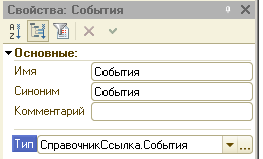 Свойства: События
Основные:
Имя События
Синоним События
Комментарий
Тип СправочникСсылка.События ...